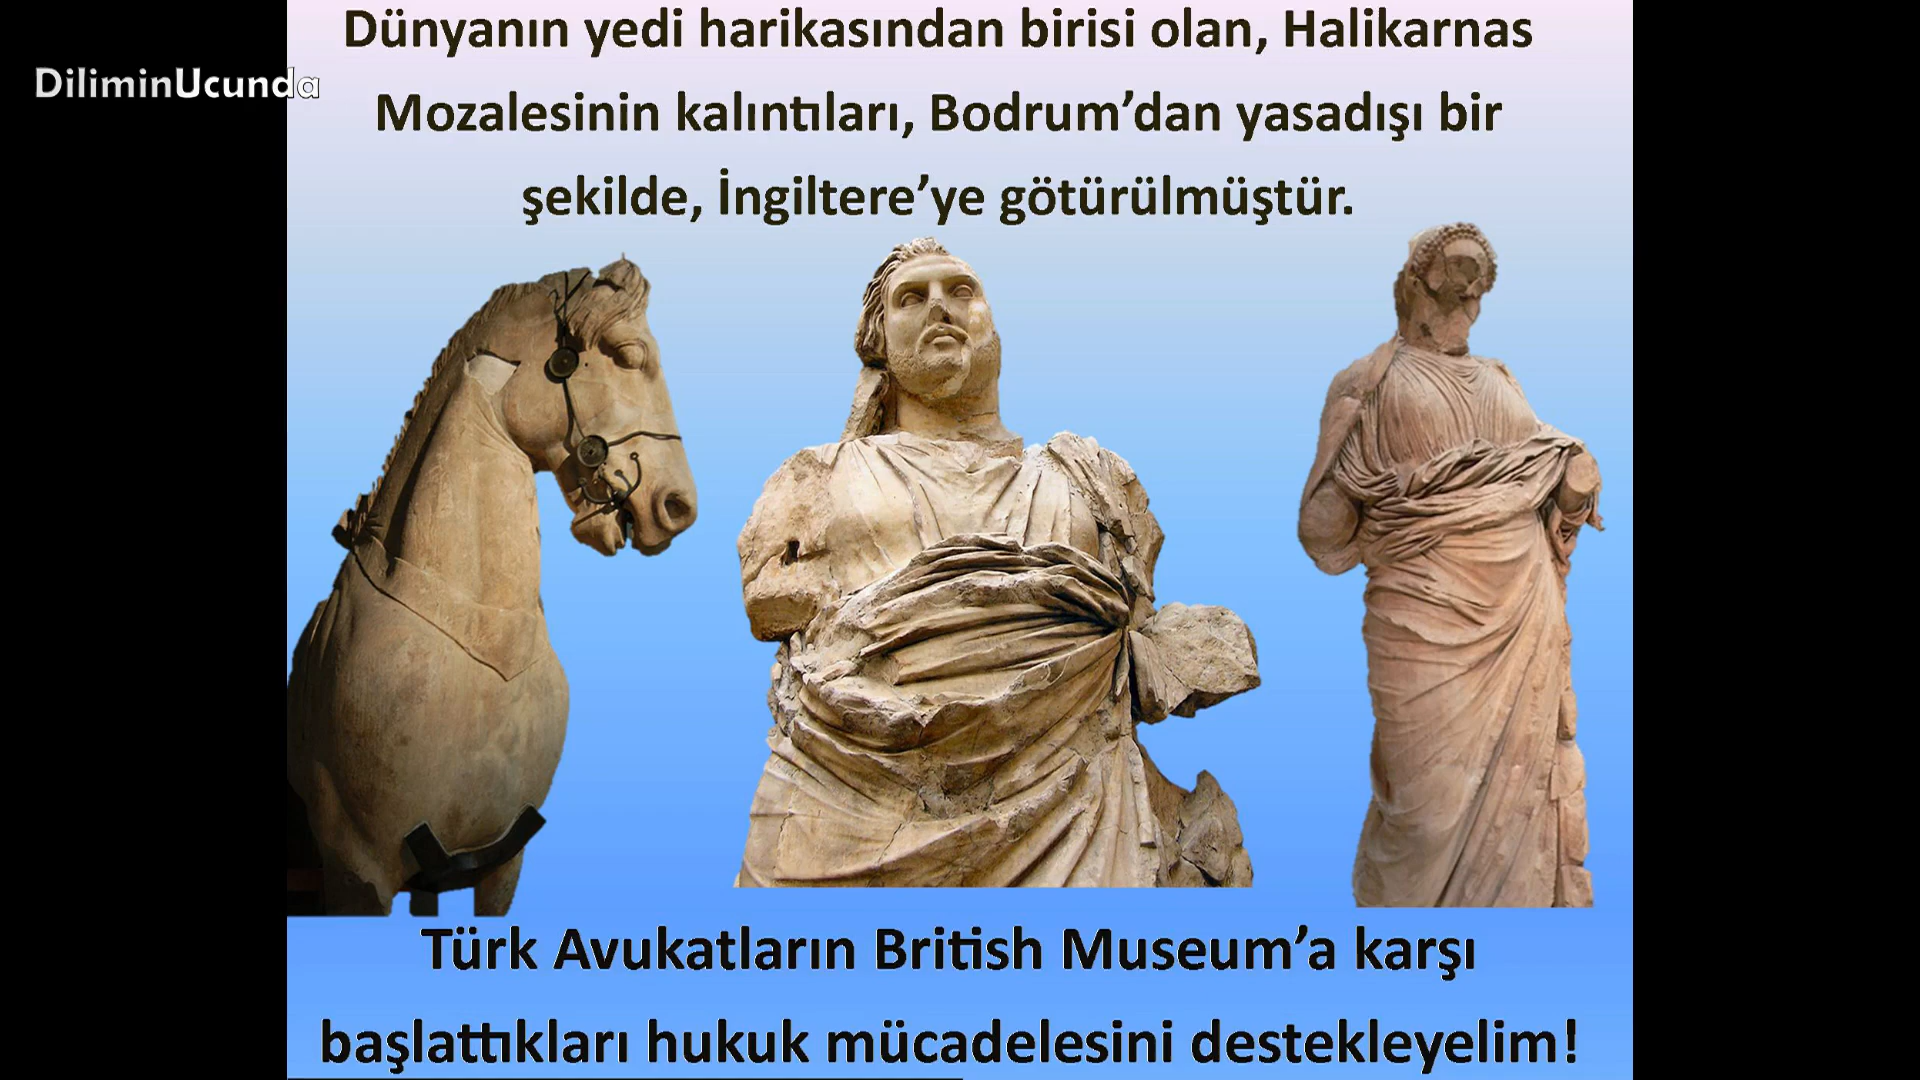 Dünyanın yedi harikasından birisi olan, Halikarnas
DiliminUcunda
Mozalesinin kalıntıları, Bodrum’dan yasadışı bir
şekilde, İngiltere’ye götürülmüştür.
Türk Avukatların British Museum’a karşı
başlattıkları hukuk mücadelesini destekleyelim!